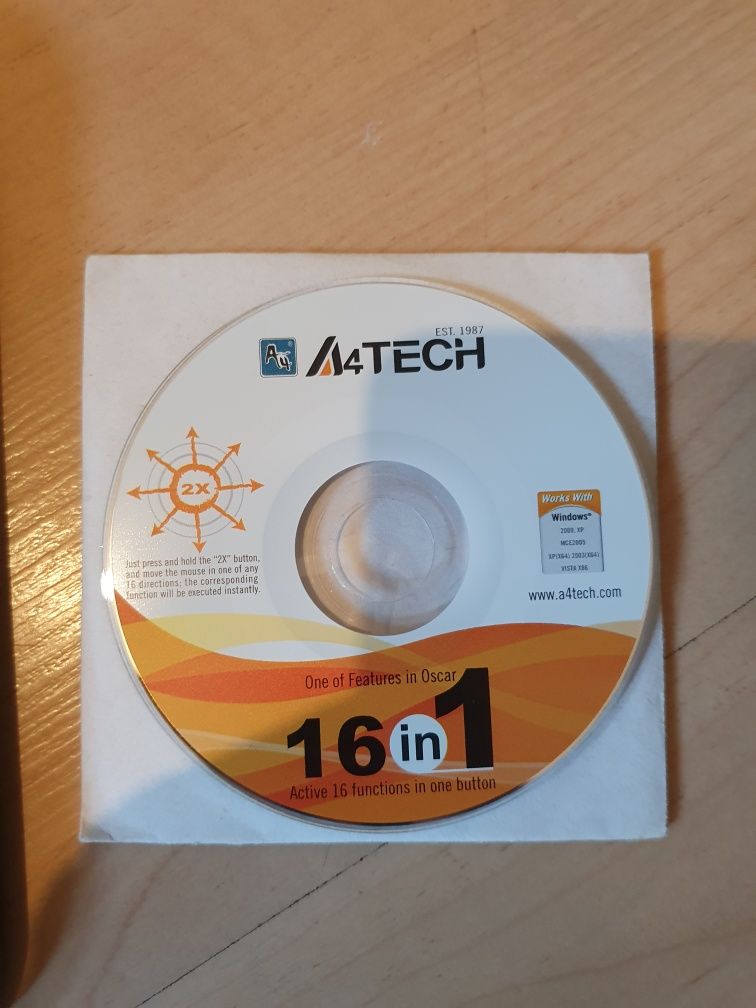 EST. 1987
A4 A4TECH
2X
Just press and hold the "2X" button,
and move the mouse in one of any
16 directions; the corresponding
function will be executed instantly.
Works With
Windows®
2000, XP
MCE2005
XP(X64) 2003(X64)
VISTA X86
www.a4tech.com
One of Features in Oscar
16 in 1
Active 16 functions in one button